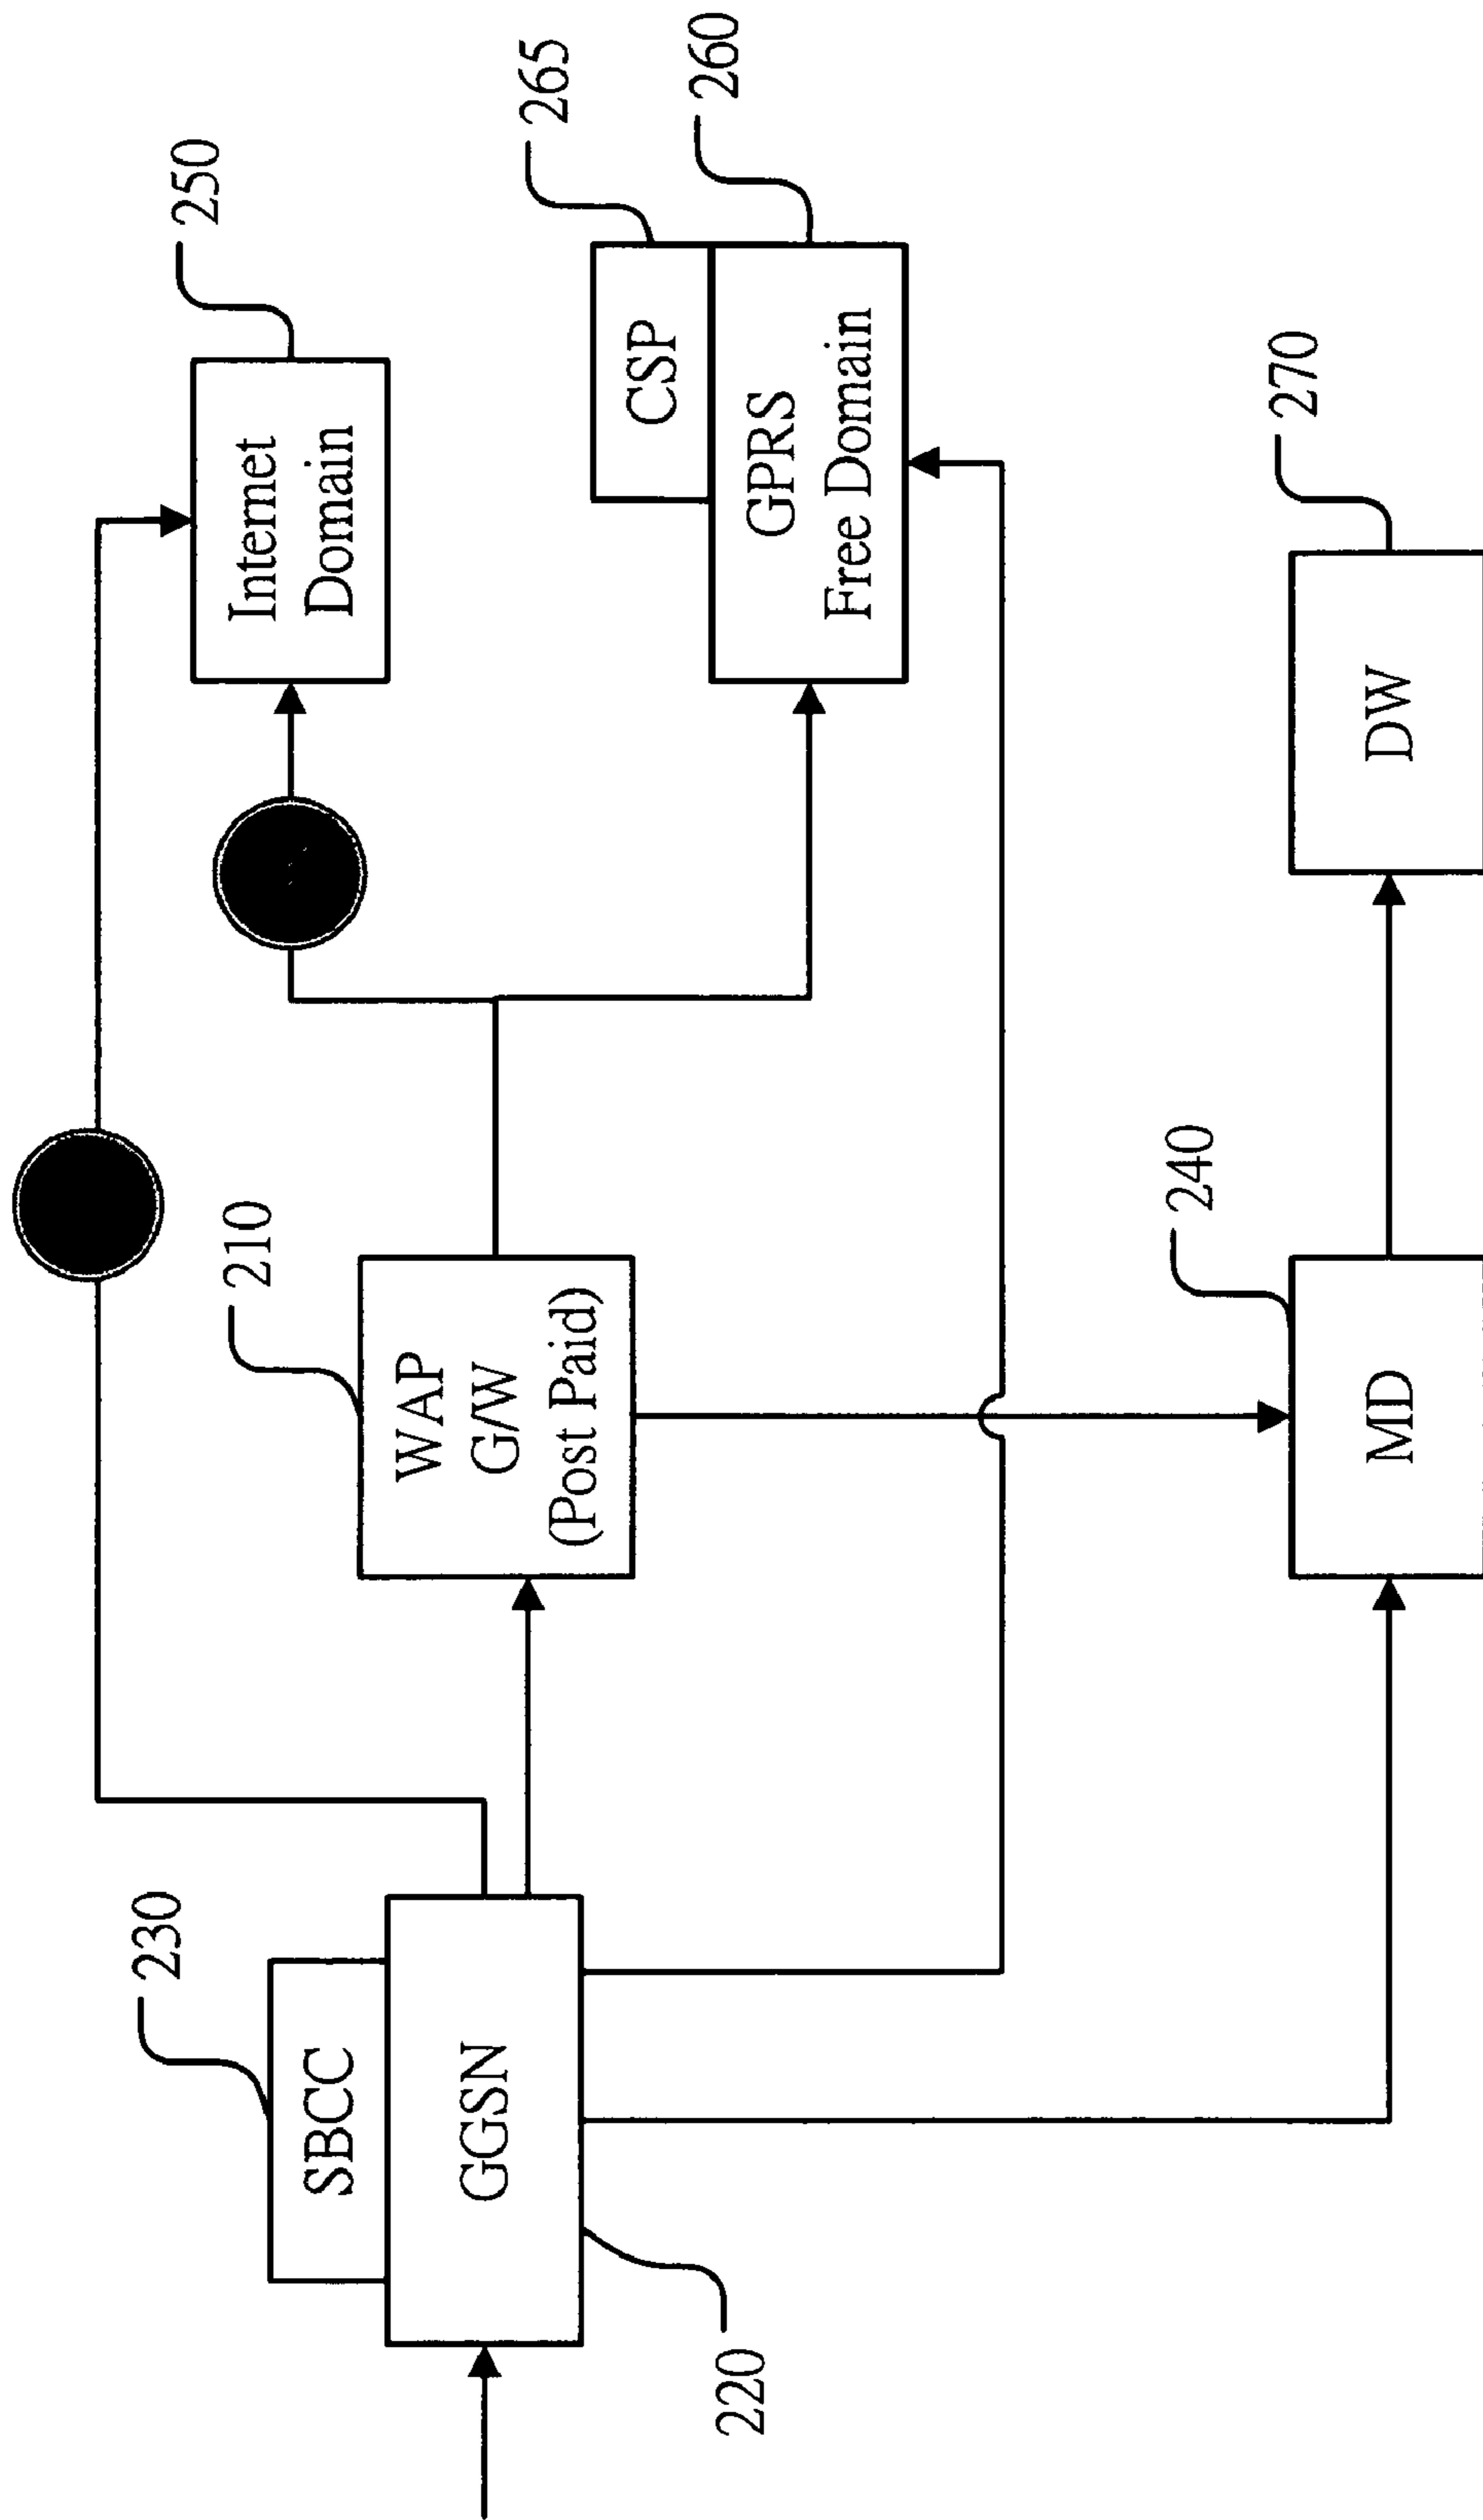 230
SBCC
GGSN
220
210
WAP
G/W
(Post Paid)
250
Internet
Domain
265
CSP
260
GPRS
Free Domain
240
MD
270
DW